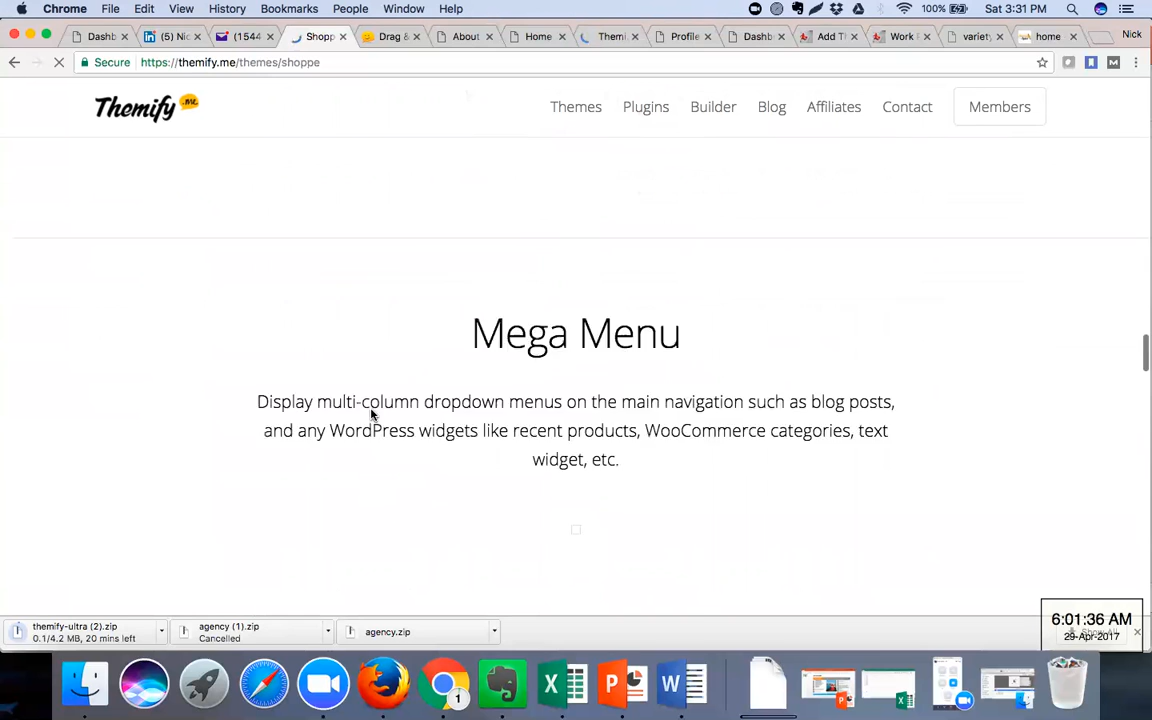 Chrome File Edit View History Bookmarks People Window Help 100% Sat 3:31 PM
Dashb (5) Nic (1544 Shopp Drag & About Home Themi Profile Dashb Add Th Work variety home Nick
Secure https://themify.me/themes/shoppe
Themify .me Themes Plugins Builder Blog Affiliates Contact Members
Mega Menu
Display multi-column dropdown menus on the main navigation such as blog posts,
and any WordPress widgets like recent products, WooCommerce categories, text
widget, etc.
themify-ultra (2).zip
0.1/4.2 MB, 20 mins left
agency (1).zip
Cancelled
agency.zip
6:01:36 AM
29-Apr-2017